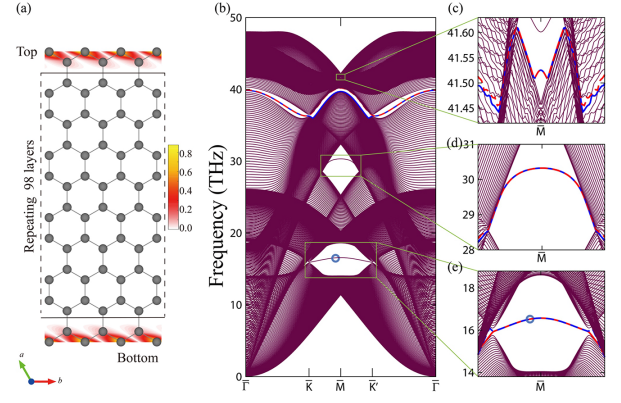 (a)
Top
Repeating 98 layers
0.8
0.6
0.4
0.2
0.0
Bottom
a
b
(b)
Frequency (THz)
50
40
30
20
10
0
Γ̅
K̅
M̅
K̅′
Γ̅
(c)
41.60
41.55
41.50
41.45
M̅
(d)
31
30
29
28
M̅
(e)
18
16
14
M̅